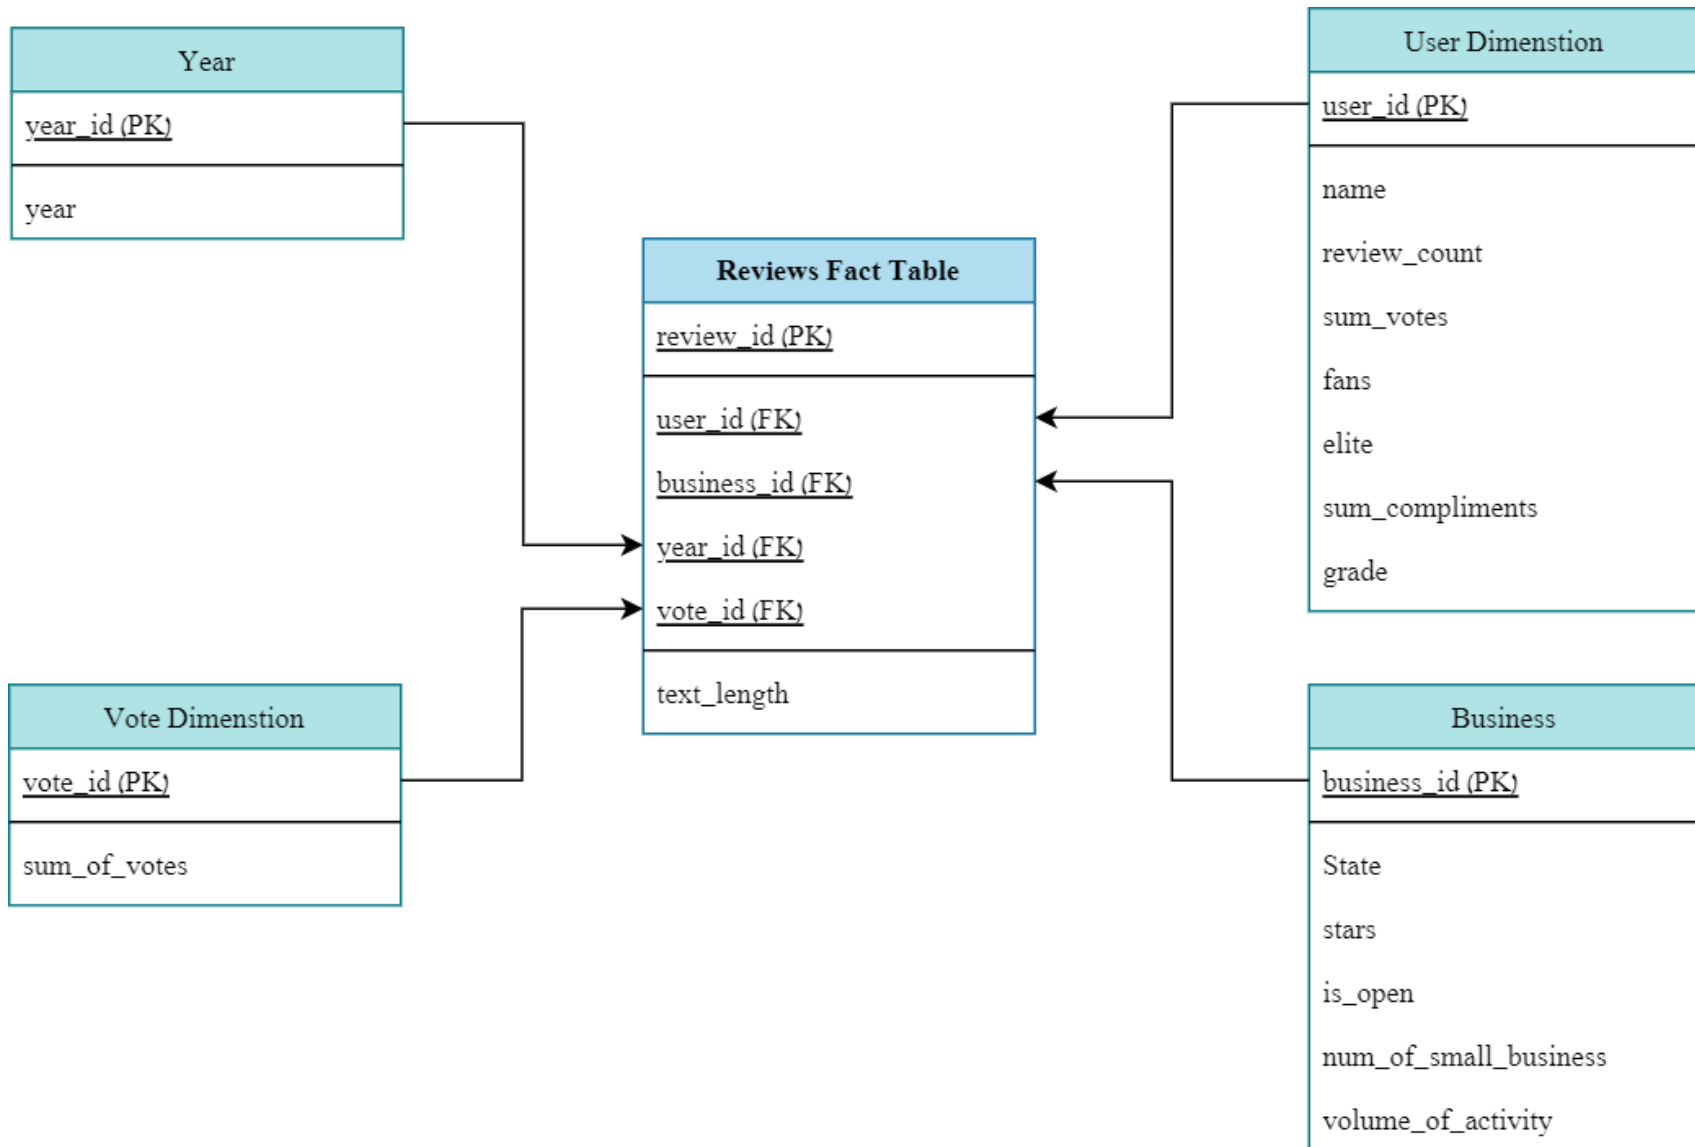 Year
year_id (PK)
year
User Dimenstion
user_id (PK)
name
review_count
sum_votes
fans
elite
sum_compliments
grade
Reviews Fact Table
review_id (PK)
user_id (FK)
business_id (FK)
year_id (FK)
vote_id (FK)
text_length
Vote Dimenstion
vote_id (PK)
sum_of_votes
Business
business_id (PK)
State
stars
is_open
num_of_small_business
volume_of_activity